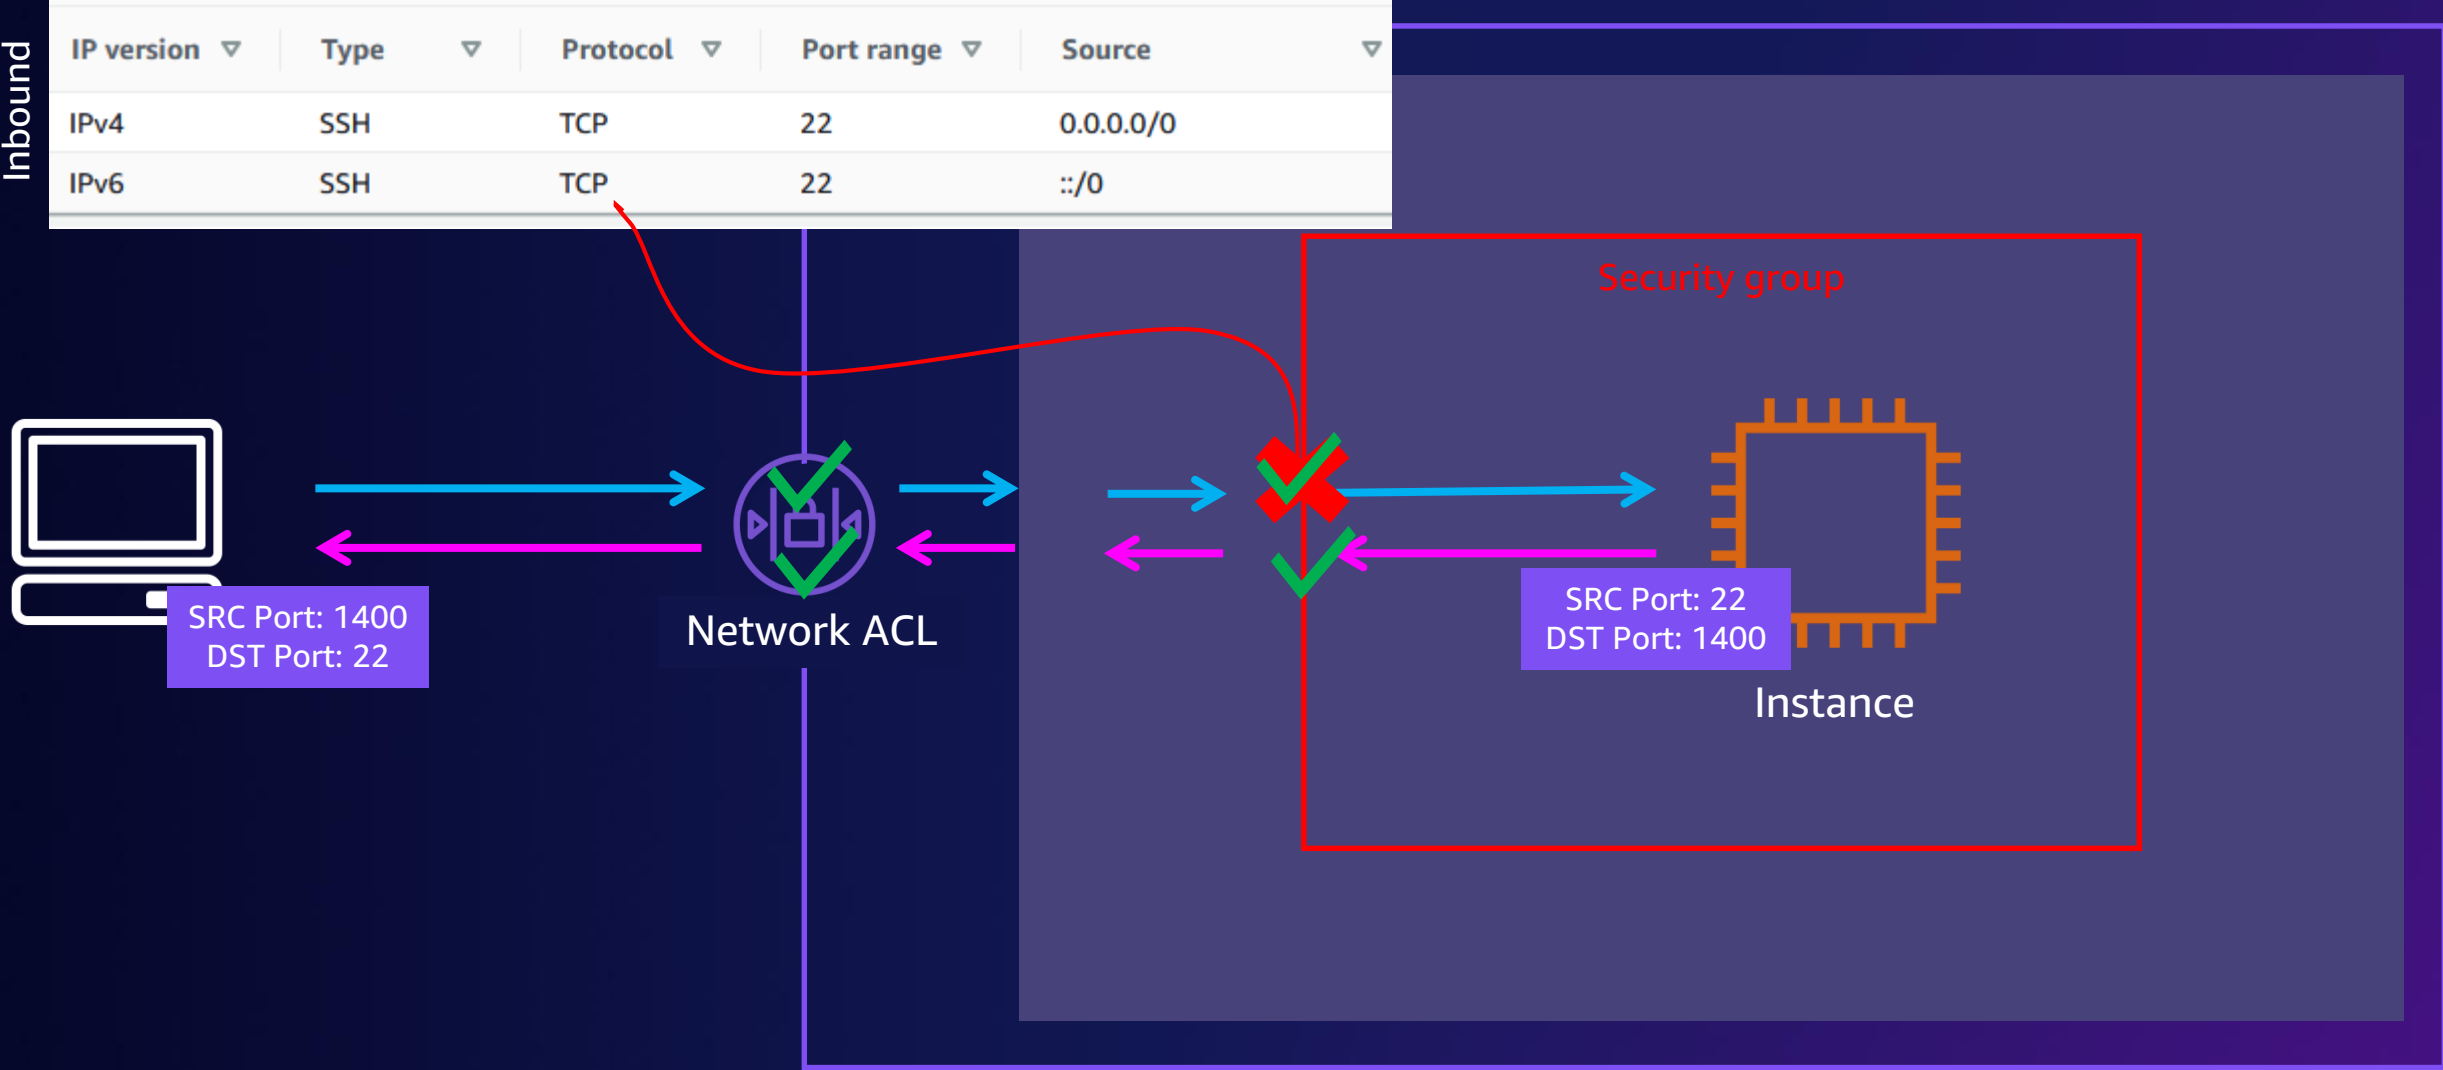 Inbound
IP version Type Protocol Port range Source
IPv4 SSH TCP 22 0.0.0.0/0
IPv6 SSH TCP 22 ::/0
Security group
SRC Port: 1400
DST Port: 22
Network ACL
SRC Port: 22
DST Port: 1400
Instance